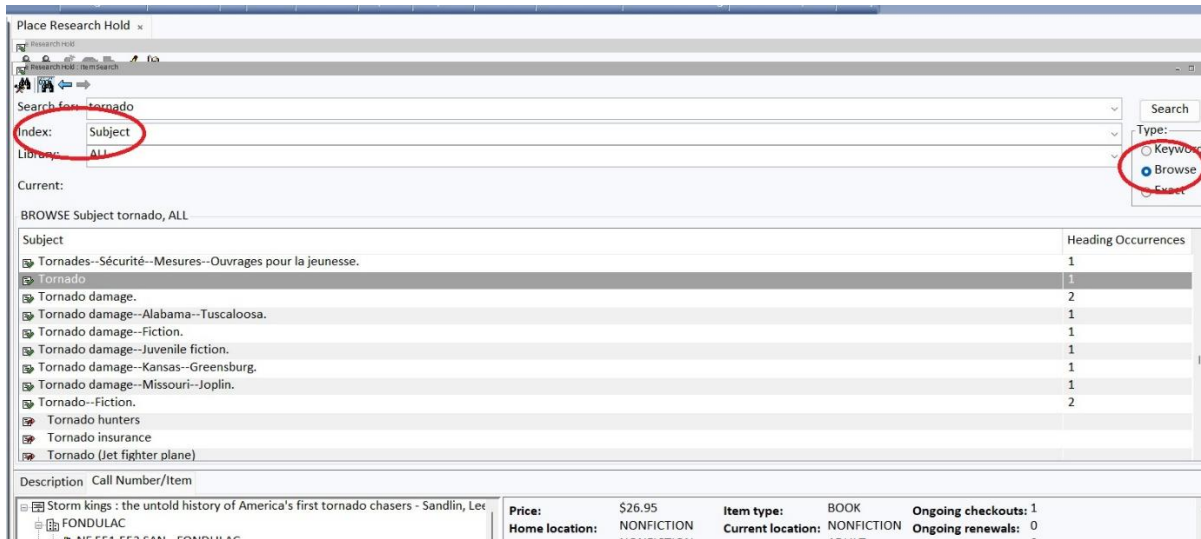 Place Research Hold ×
Research Hold
Research Hold : Item Search
Search for: tornado
Search
Index: Subject
Type:
Library: ALL
Keyword
Browse
Exact
Current:
BROWSE Subject tornado, ALL
Subject Heading Occurrences
Tornades--Sécurité--Mesures--Ouvrages pour la jeunesse. 1
Tornado 1
Tornado damage. 2
Tornado damage--Alabama--Tuscaloosa. 1
Tornado damage--Fiction. 1
Tornado damage--Juvenile fiction. 1
Tornado damage--Kansas--Greensburg. 1
Tornado damage--Missouri--Joplin. 1
Tornado--Fiction. 2
Tornado hunters
Tornado insurance
Tornado (Jet fighter plane)
Description Call Number/Item
Storm kings : the untold history of America's first tornado chasers - Sandlin, Lee
Price: $26.95 Item type: BOOK Ongoing checkouts: 1
FONDULAC
Home location: NONFICTION Current location: NONFICTION Ongoing renewals: 0